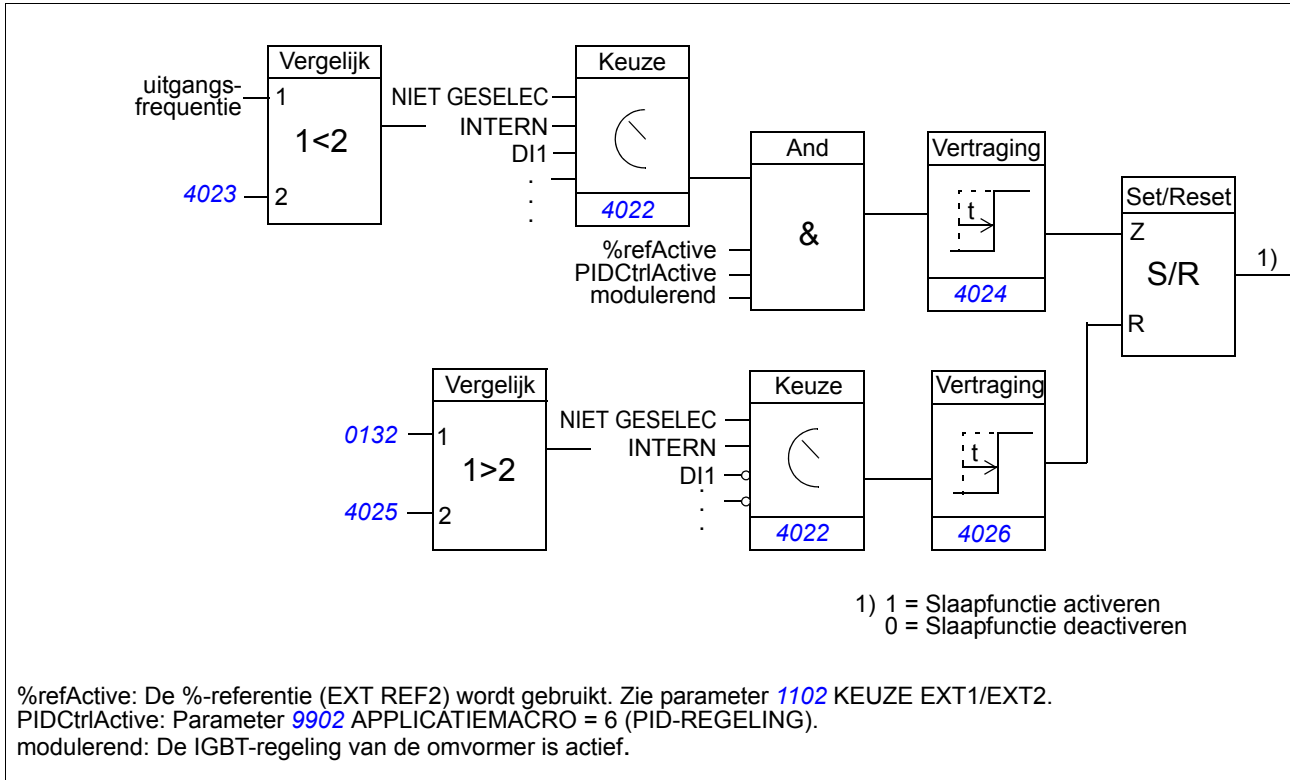 Vergelijk
uitgangs-
frequentie
1
1<2
4023
2
Keuze
NIET GESELEC
INTERN
DI1
.
.
.
4022
And
&
%refActive
PIDCtrlActive
modulerend
Vertraging
t
4024
Set/Reset
Z
S/R
R
1)
Vergelijk
0132
1
1>2
4025
2
Keuze
NIET GESELEC
INTERN
DI1
.
.
.
4022
Vertraging
t
4026
1) 1 = Slaapfunctie activeren
0 = Slaapfunctie deactiveren
%refActive: De %-referentie (EXT REF2) wordt gebruikt. Zie parameter 1102 KEUZE EXT1/EXT2.
PIDCtrlActive: Parameter 9902 APPLICATIEMACRO = 6 (PID-REGELING).
modulerend: De IGBT-regeling van de omvormer is actief.